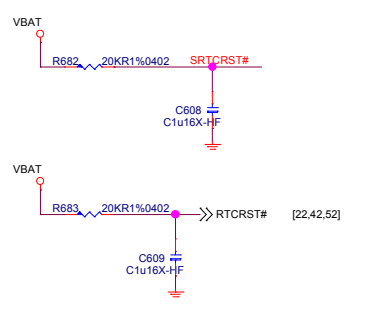 VBAT
R682 20KR1%0402 SRTCRST#
C608
C1u16X-HF
VBAT
R683 20KR1%0402 RTCRST# [22,42,52]
C609
C1u16X-HF